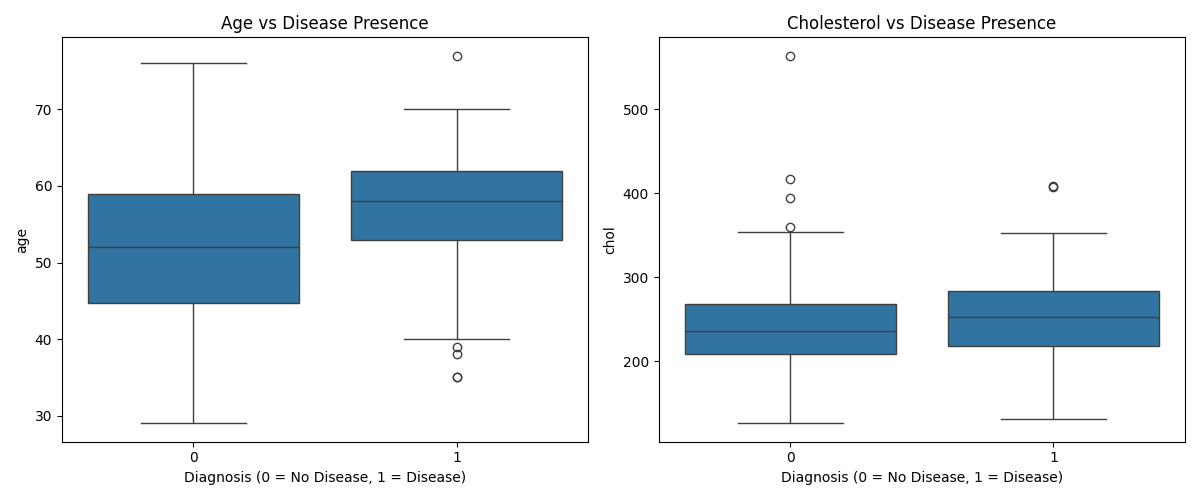 Age vs Disease Presence
70
60
50
40
30
age
0
1
Diagnosis (0 = No Disease, 1 = Disease)
Cholesterol vs Disease Presence
500
400
300
200
chol
0
1
Diagnosis (0 = No Disease, 1 = Disease)